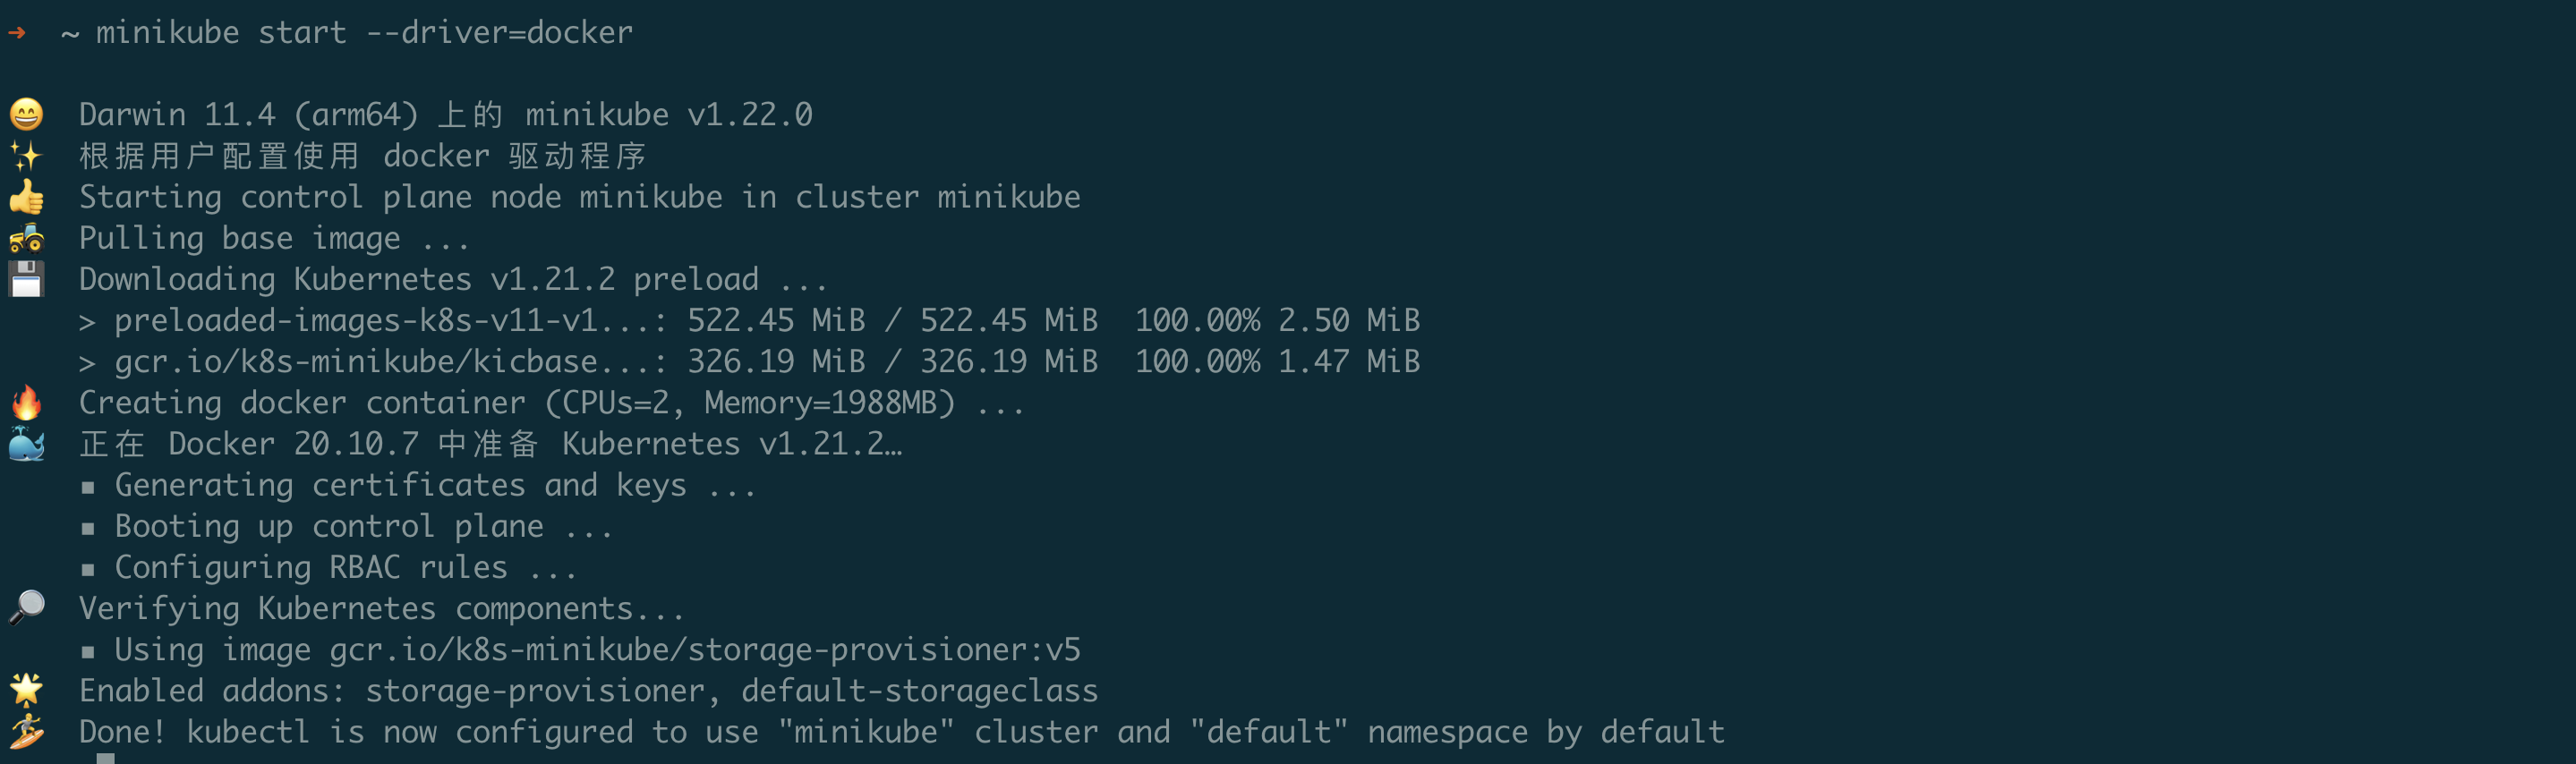 ➜ ~ minikube start --driver=docker
😄 Darwin 11.4 (arm64) 上的 minikube v1.22.0
✨ 根据用户配置使用 docker 驱动程序
👍 Starting control plane node minikube in cluster minikube
🚜 Pulling base image ...
💾 Downloading Kubernetes v1.21.2 preload ...
> preloaded-images-k8s-v11-v1...: 522.45 MiB / 522.45 MiB 100.00% 2.50 MiB
> gcr.io/k8s-minikube/kicbase...: 326.19 MiB / 326.19 MiB 100.00% 1.47 MiB
🔥 Creating docker container (CPUs=2, Memory=1988MB) ...
🐳 正在 Docker 20.10.7 中准备 Kubernetes v1.21.2…
▪ Generating certificates and keys ...
▪ Booting up control plane ...
▪ Configuring RBAC rules ...
🔎 Verifying Kubernetes components...
▪ Using image gcr.io/k8s-minikube/storage-provisioner:v5
🌟 Enabled addons: storage-provisioner, default-storageclass
🏄 Done! kubectl is now configured to use "minikube" cluster and "default" namespace by default